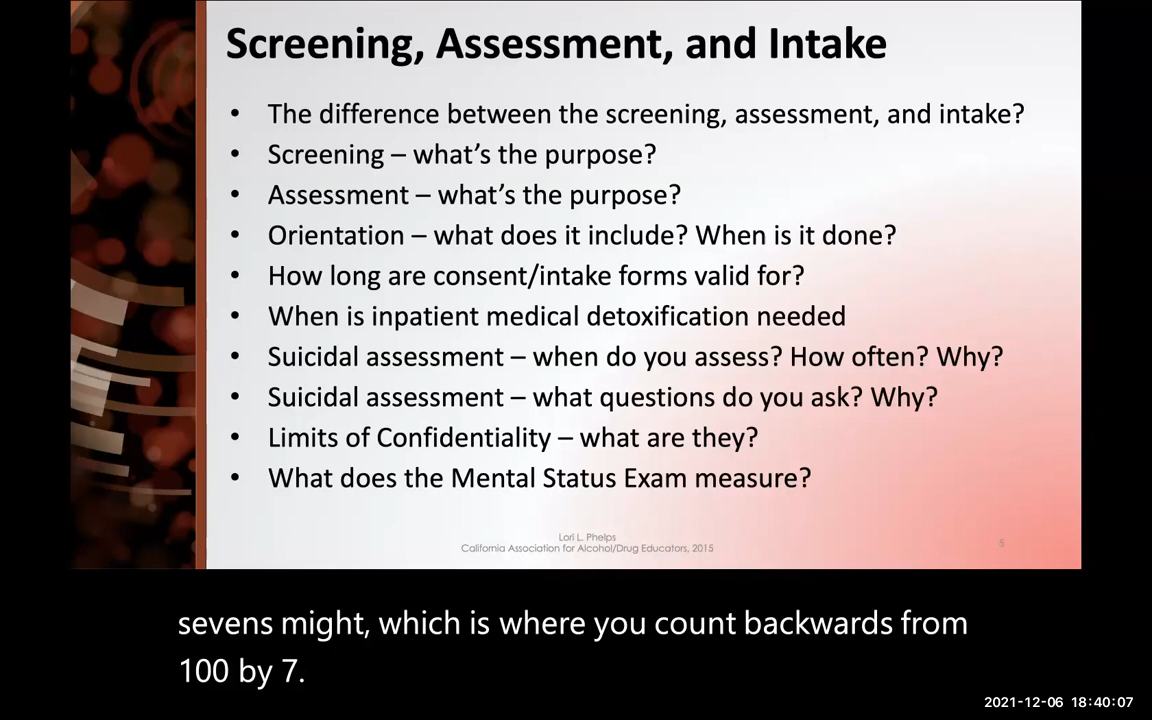 Screening, Assessment, and Intake
• The difference between the screening, assessment, and intake?
• Screening – what's the purpose?
• Assessment – what's the purpose?
• Orientation – what does it include? When is it done?
• How long are consent/intake forms valid for?
• When is inpatient medical detoxification needed
• Suicidal assessment – when do you assess? How often? Why?
• Suicidal assessment – what questions do you ask? Why?
• Limits of Confidentiality – what are they?
• What does the Mental Status Exam measure?
Lori L. Phelps
California Association for Alcohol/Drug Educators, 2015
5
sevens might, which is where you count backwards from
100 by 7.
2021-12-06 18:40:07